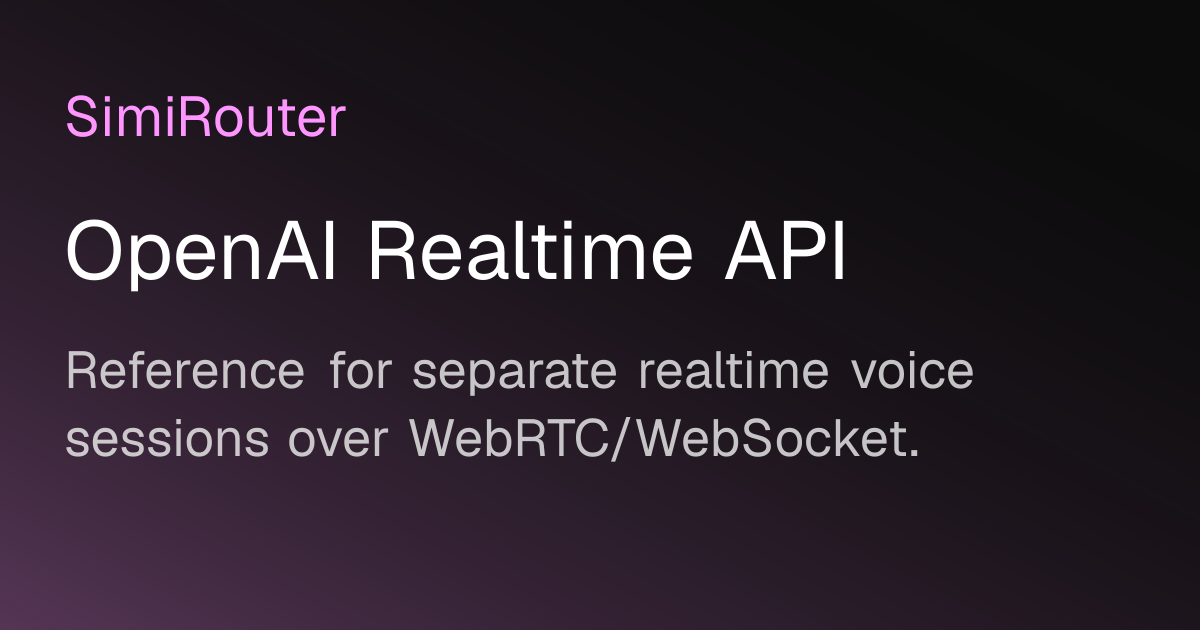 SimiRouter
OpenAI Realtime API
Reference for separate realtime voice
sessions over WebRTC/WebSocket.